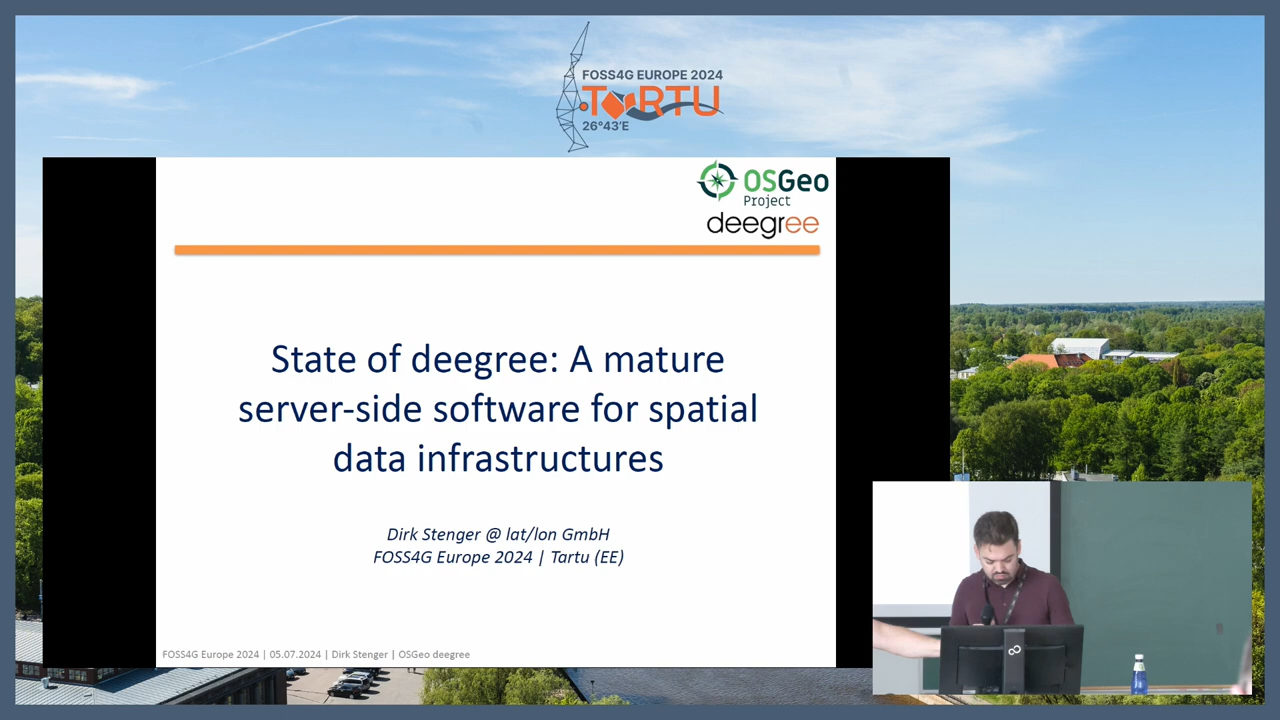 FOSS4G EUROPE 2024
TARTU
26°43'E
OSGeo
Project
deegree
State of deegree: A mature
server-side software for spatial
data infrastructures
Dirk Stenger @ lat/lon GmbH
FOSS4G Europe 2024 | Tartu (EE)
FOSS4G Europe 2024 | 05.07.2024 | Dirk Stenger | OSGeo deegree